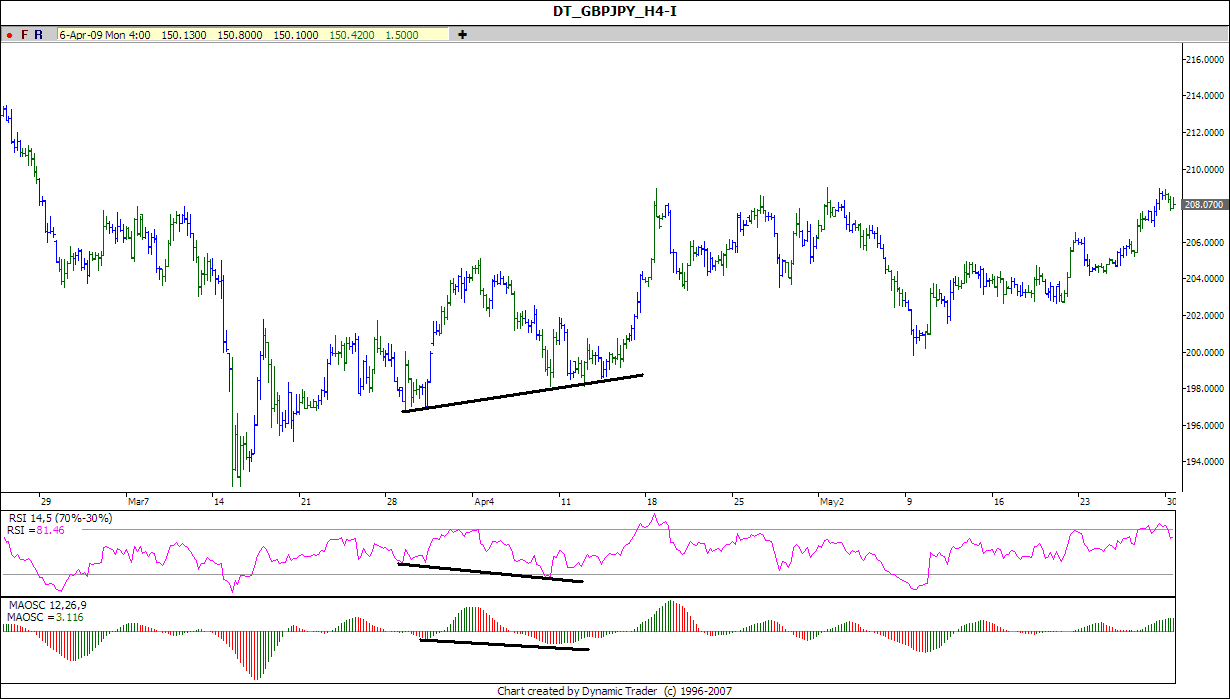 DT_GBPJPY_H4-I
F R 6-Apr-09 Mon 4:00 150.1300 150.8000 150.1000 150.4200 1.5000
216.0000
214.0000
212.0000
210.0000
208.0700
206.0000
204.0000
202.0000
200.0000
198.0000
196.0000
194.0000
29 Mar7 14 21 28 Apr4 11 18 25 May2 9 16 23 30
RSI 14,5 (70%-30%)
RSI =81.46
MAOSC 12,26,9
MAOSC =3.116
Chart created by Dynamic Trader (c) 1996-2007